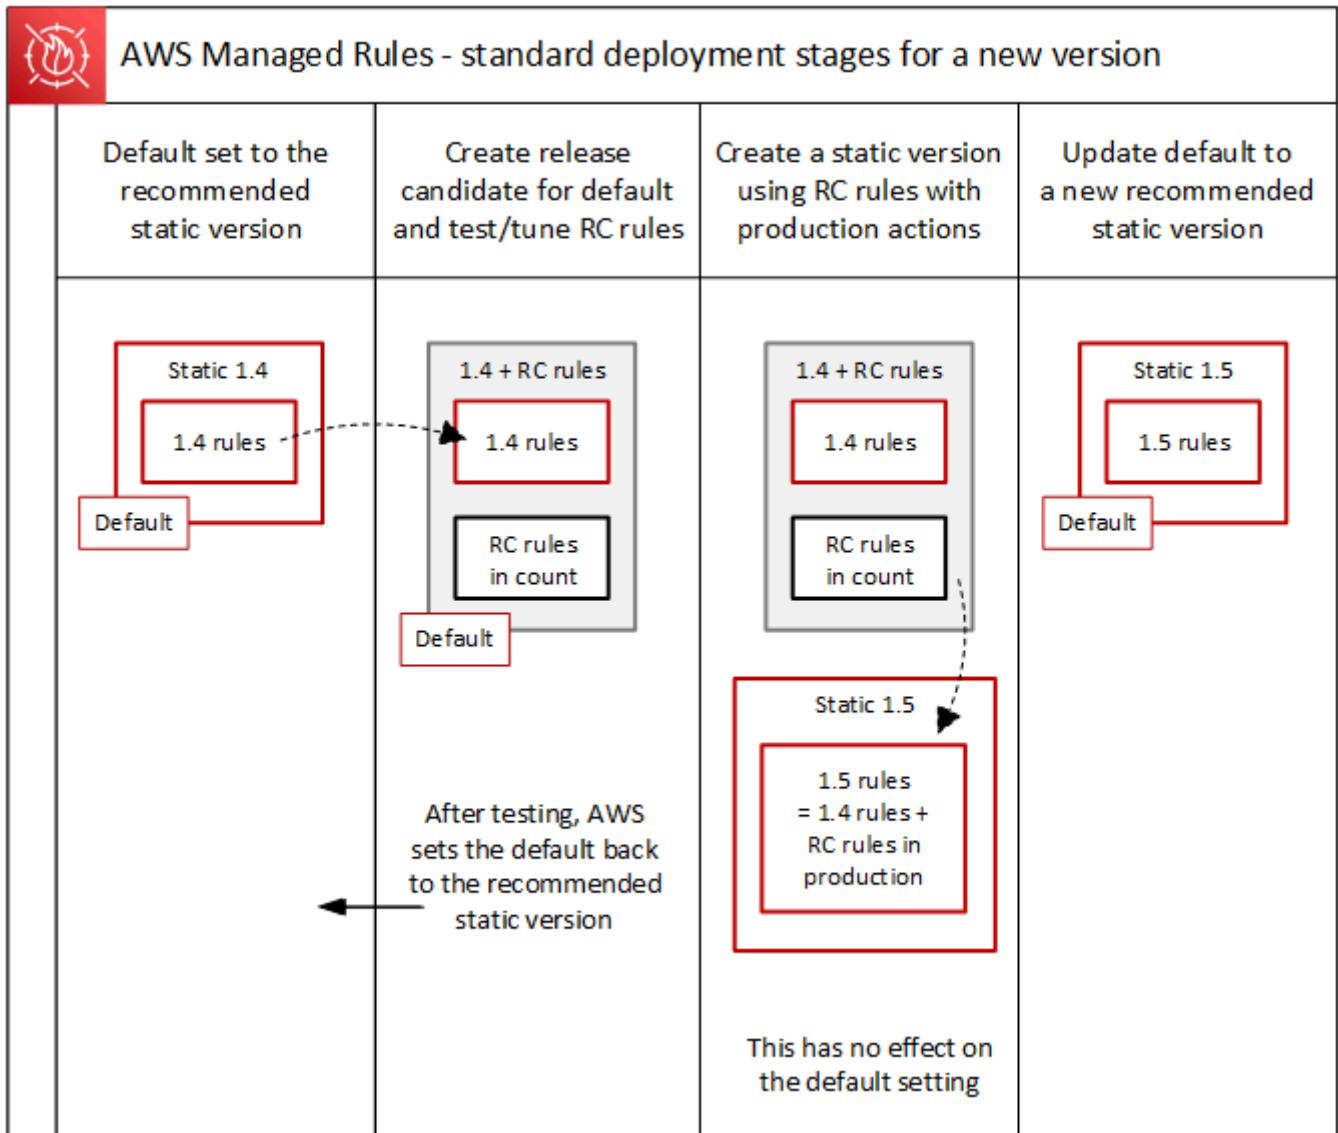 AWS Managed Rules - standard deployment stages for a new version
Default set to the
recommended
static version
Create release
candidate for default
and test/tune RC rules
Create a static version
using RC rules with
production actions
Update default to
a new recommended
static version
Static 1.4
1.4 rules
Default
1.4 + RC rules
1.4 rules
RC rules
in count
Default
After testing, AWS
sets the default back
to the recommended
static version
1.4 + RC rules
1.4 rules
RC rules
in count
Static 1.5
1.5 rules
= 1.4 rules +
RC rules in
production
This has no effect on
the default setting
Static 1.5
1.5 rules
Default